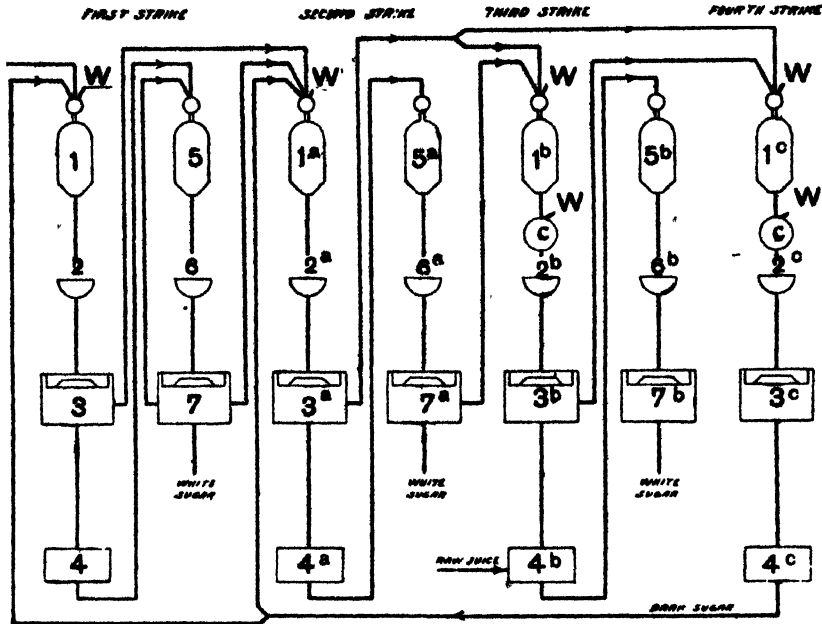 FIRST STRIKE SECOND STRIKE THIRD STRIKE FOURTH STRIKE
W W W W
1 5 1a 5a 1b 5b 1c
W W
C C
2 6 2a 6a 2b 6b 2c
3 7 3a 7a 3b 7b 3c
WHITE SUGAR WHITE SUGAR WHITE SUGAR
4 4a RAW JUICE 4b 4c
DARK SUGAR